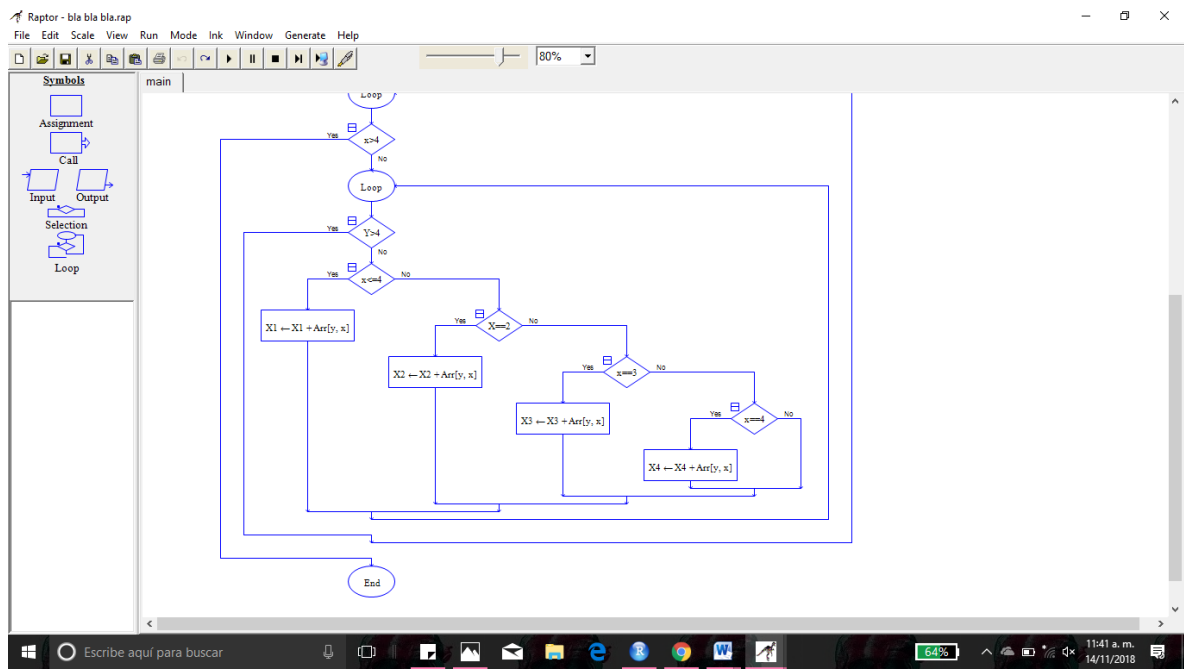 Raptor - bla bla bla.rap
File Edit Scale View Run Mode Ink Window Generate Help
80%
Symbols
main
Assignment
Call
Input Output
Selection
Loop
Loop
Yes
x>4
No
Loop
Yes
Y>4
No
Yes
x<=4
No
X1 ← X1 + Arr[y, x]
Yes
X==2
No
X2 ← X2 + Arr[y, x]
Yes
x==3
No
X3 ← X3 + Arr[y, x]
Yes
x==4
No
X4 ← X4 + Arr[y, x]
End
Escribe aquí para buscar
64%
11:41 a. m.
14/11/2018